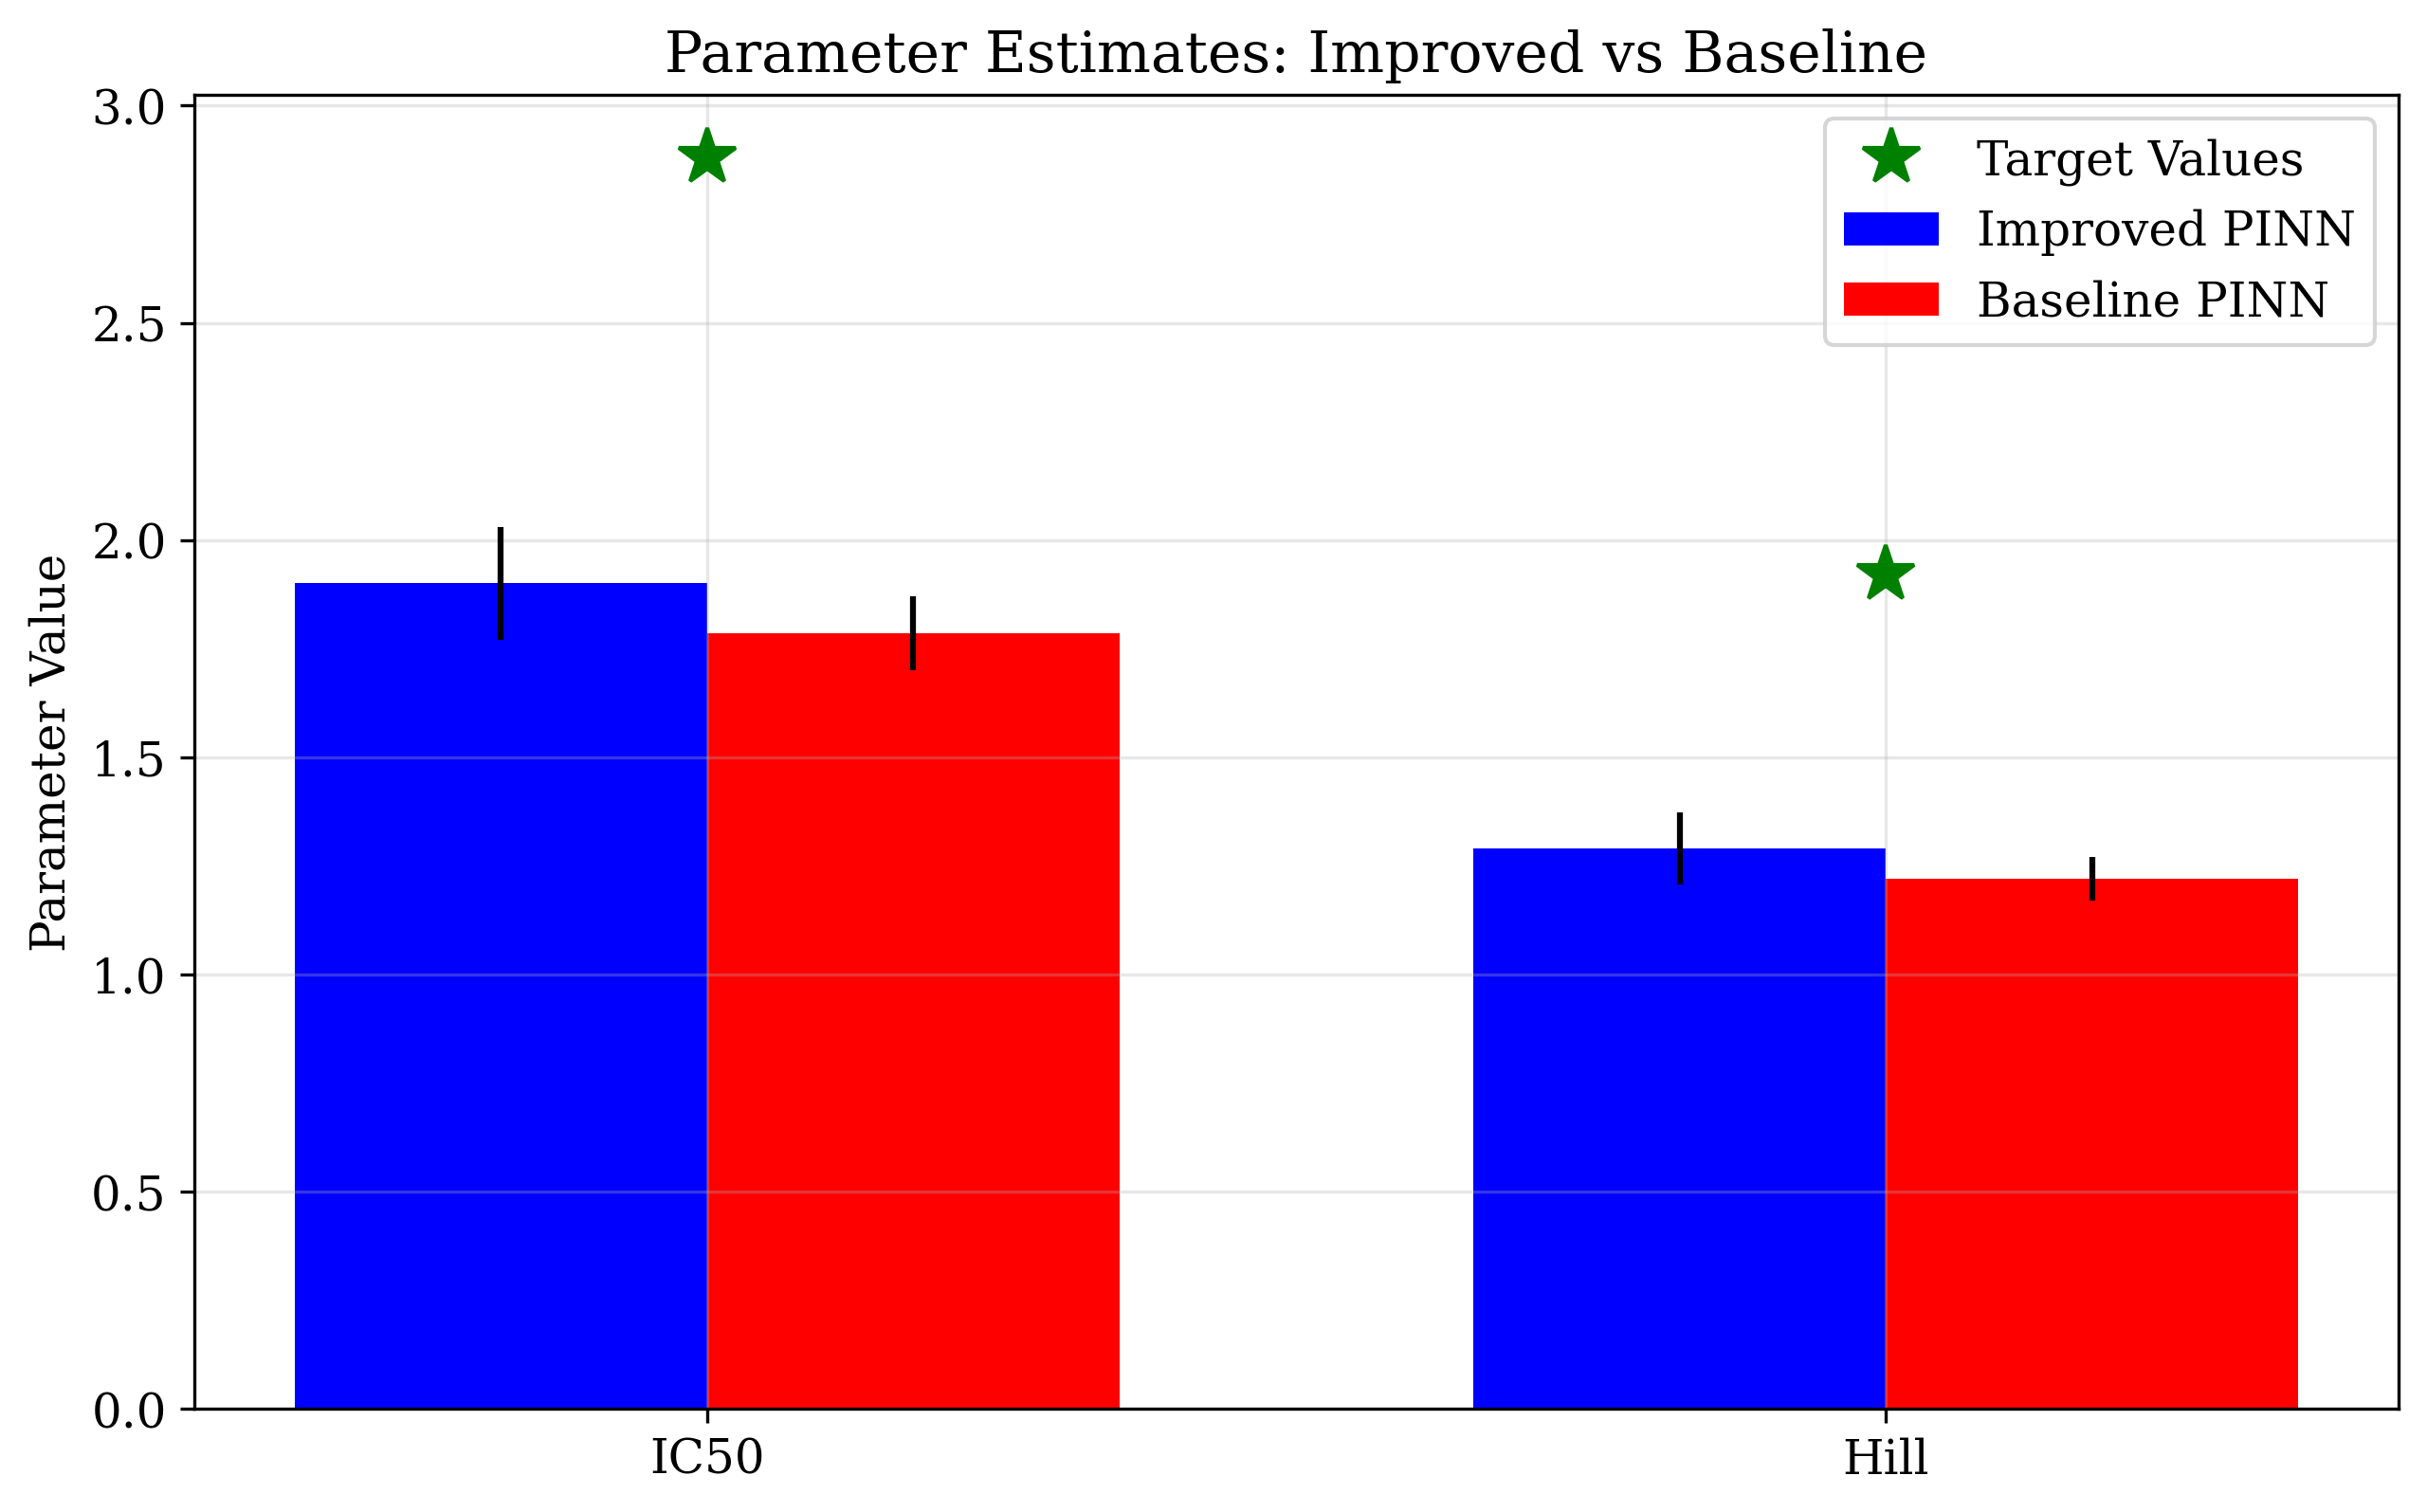 Parameter Estimates: Improved vs Baseline
3.0
2.5
2.0
1.5
1.0
0.5
0.0
Parameter Value
Target Values
Improved PINN
Baseline PINN
IC50
Hill